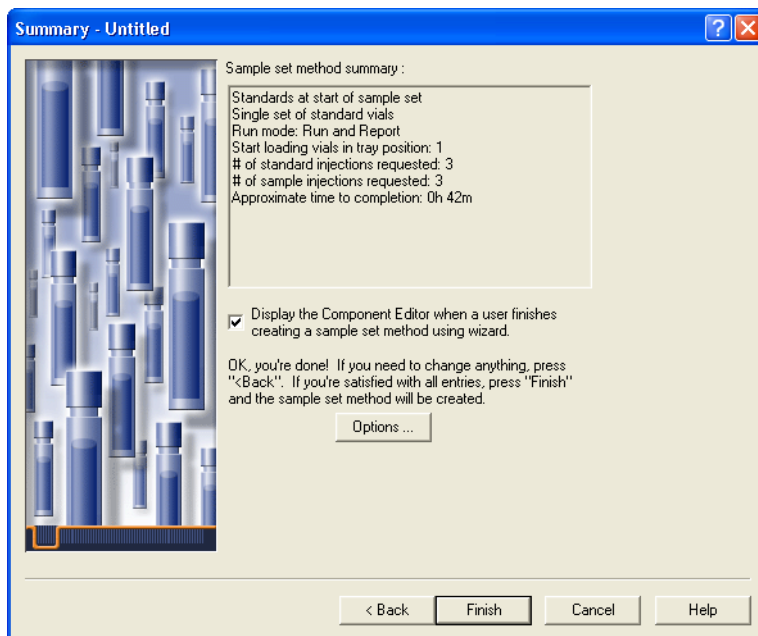 Summary - Untitled
Sample set method summary :
Standards at start of sample set
Single set of standard vials
Run mode: Run and Report
Start loading vials in tray position: 1
# of standard injections requested: 3
# of sample injections requested: 3
Approximate time to completion: 0h 42m
Display the Component Editor when a user finishes
creating a sample set method using wizard.
OK, you're done! If you need to change anything, press
"<Back". If you're satisfied with all entries, press "Finish"
and the sample set method will be created.
Options ...
< Back Finish Cancel Help